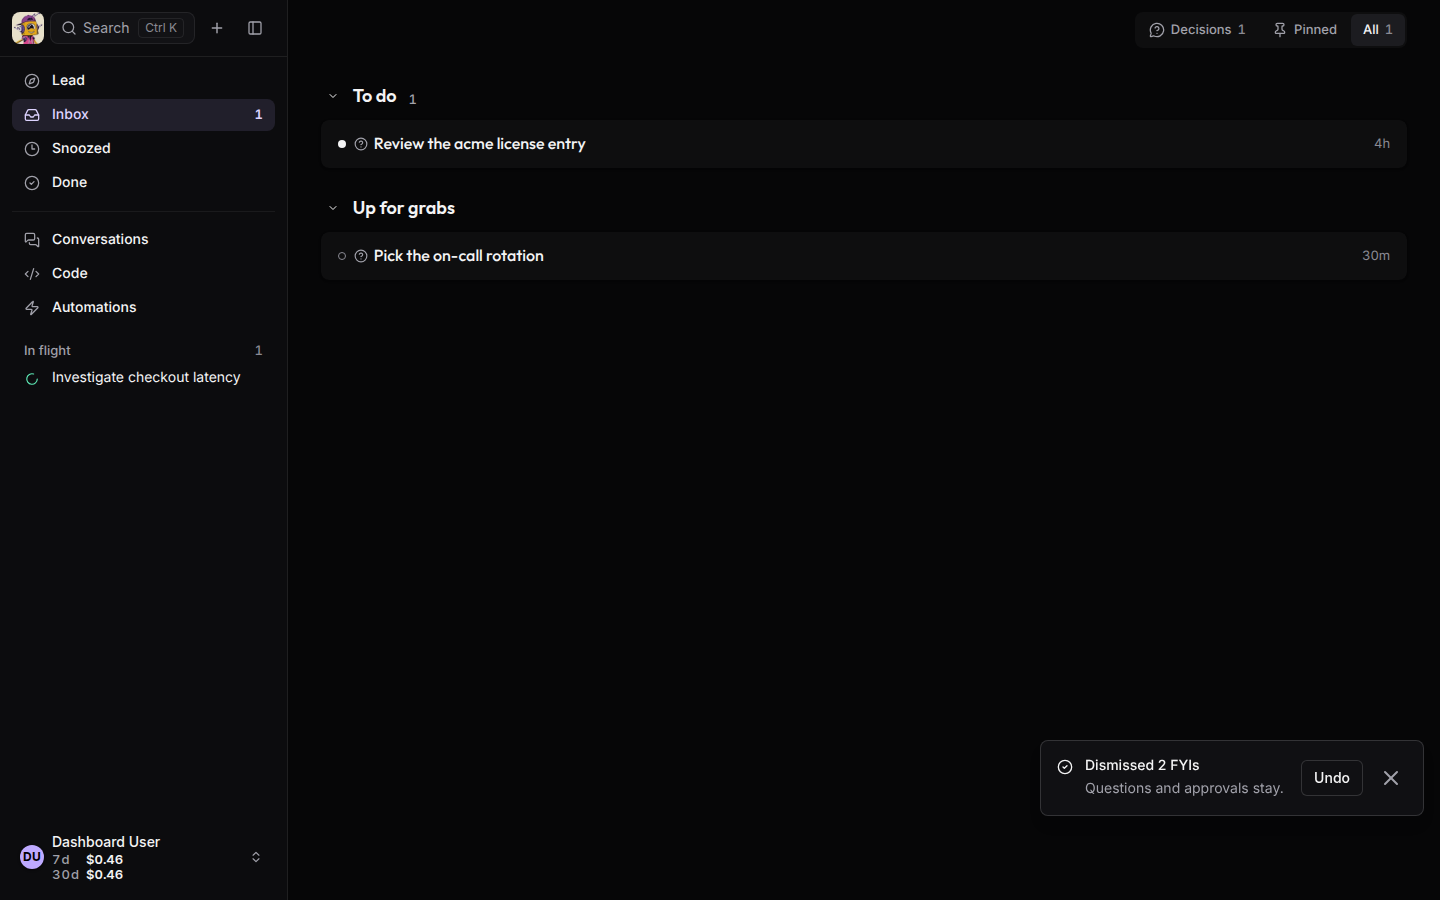 Search Ctrl K
Decisions 1 Pinned All 1
Lead
Inbox 1
Snoozed
Done
Conversations
Code
Automations
In flight 1
Investigate checkout latency
To do 1
Review the acme license entry 4h
Up for grabs
Pick the on-call rotation 30m
Dismissed 2 FYIs
Questions and approvals stay.
Undo
DU
Dashboard User
7d $0.46
30d $0.46